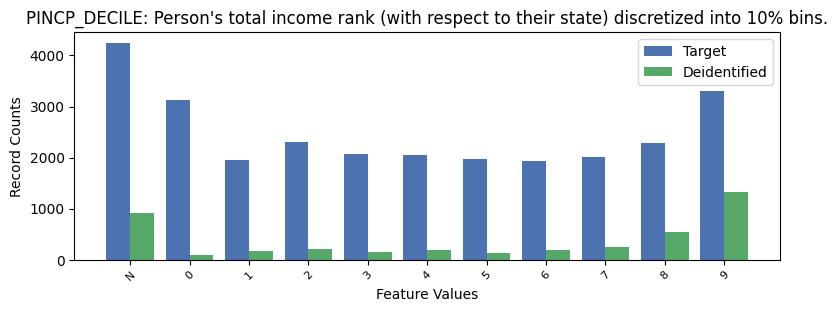 PINCP_DECILE: Person's total income rank (with respect to their state) discretized into 10% bins.
Target
Deidentified
Record Counts
4000
3000
2000
1000
0
N 0 1 2 3 4 5 6 7 8 9
Feature Values